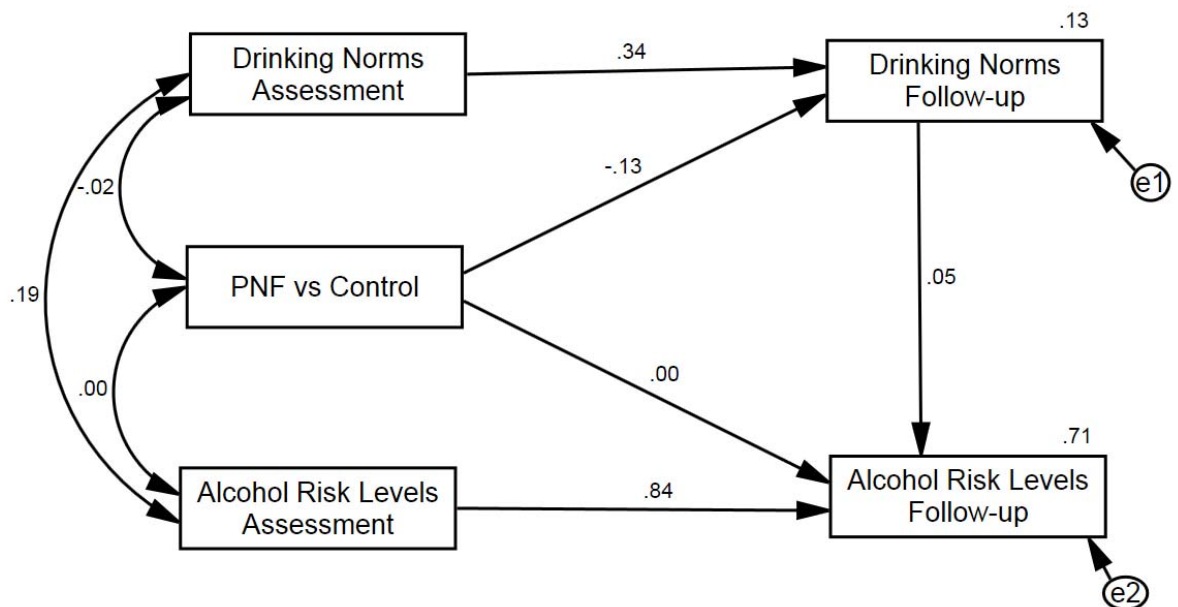 .13
Drinking Norms
Assessment
.34
Drinking Norms
Follow-up
-.02
-.13
e1
.19
PNF vs Control
.05
.00
.00
.71
Alcohol Risk Levels
Assessment
.84
Alcohol Risk Levels
Follow-up
e2